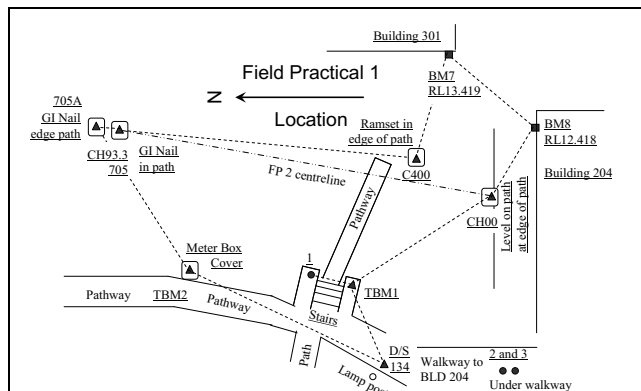 Building 301
Field Practical 1
N
Location
BM7
RL13.419
705A
GI Nail
edge path
GI Nail
in path
CH93.3
705
Ramset in
edge of path
C400
BM8
RL12.418
Building 204
FP 2 centreline
Pathway
CH00
Level on path
at edge of path
Meter Box
Cover
1
TBM1
Pathway
TBM2
Pathway
Stairs
Path
D/S
134
Lamp
Walkway to
BLD 204
2 and 3
Under walkway